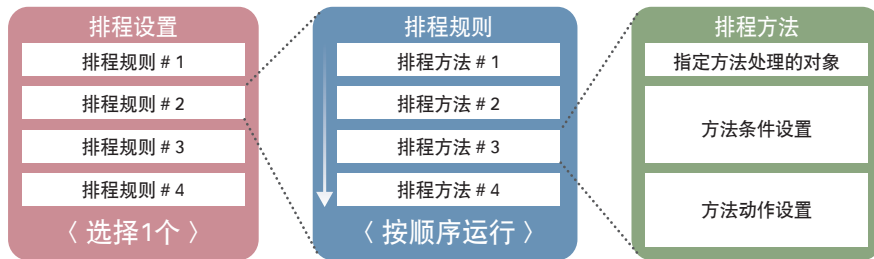 排程设置
排程规则 # 1
排程规则 # 2
排程规则 # 3
排程规则 # 4
〈 选择1个 〉
排程规则
排程方法 # 1
排程方法 # 2
排程方法 # 3
排程方法 # 4
〈 按顺序运行 〉
排程方法
指定方法处理的对象
方法条件设置
方法动作设置